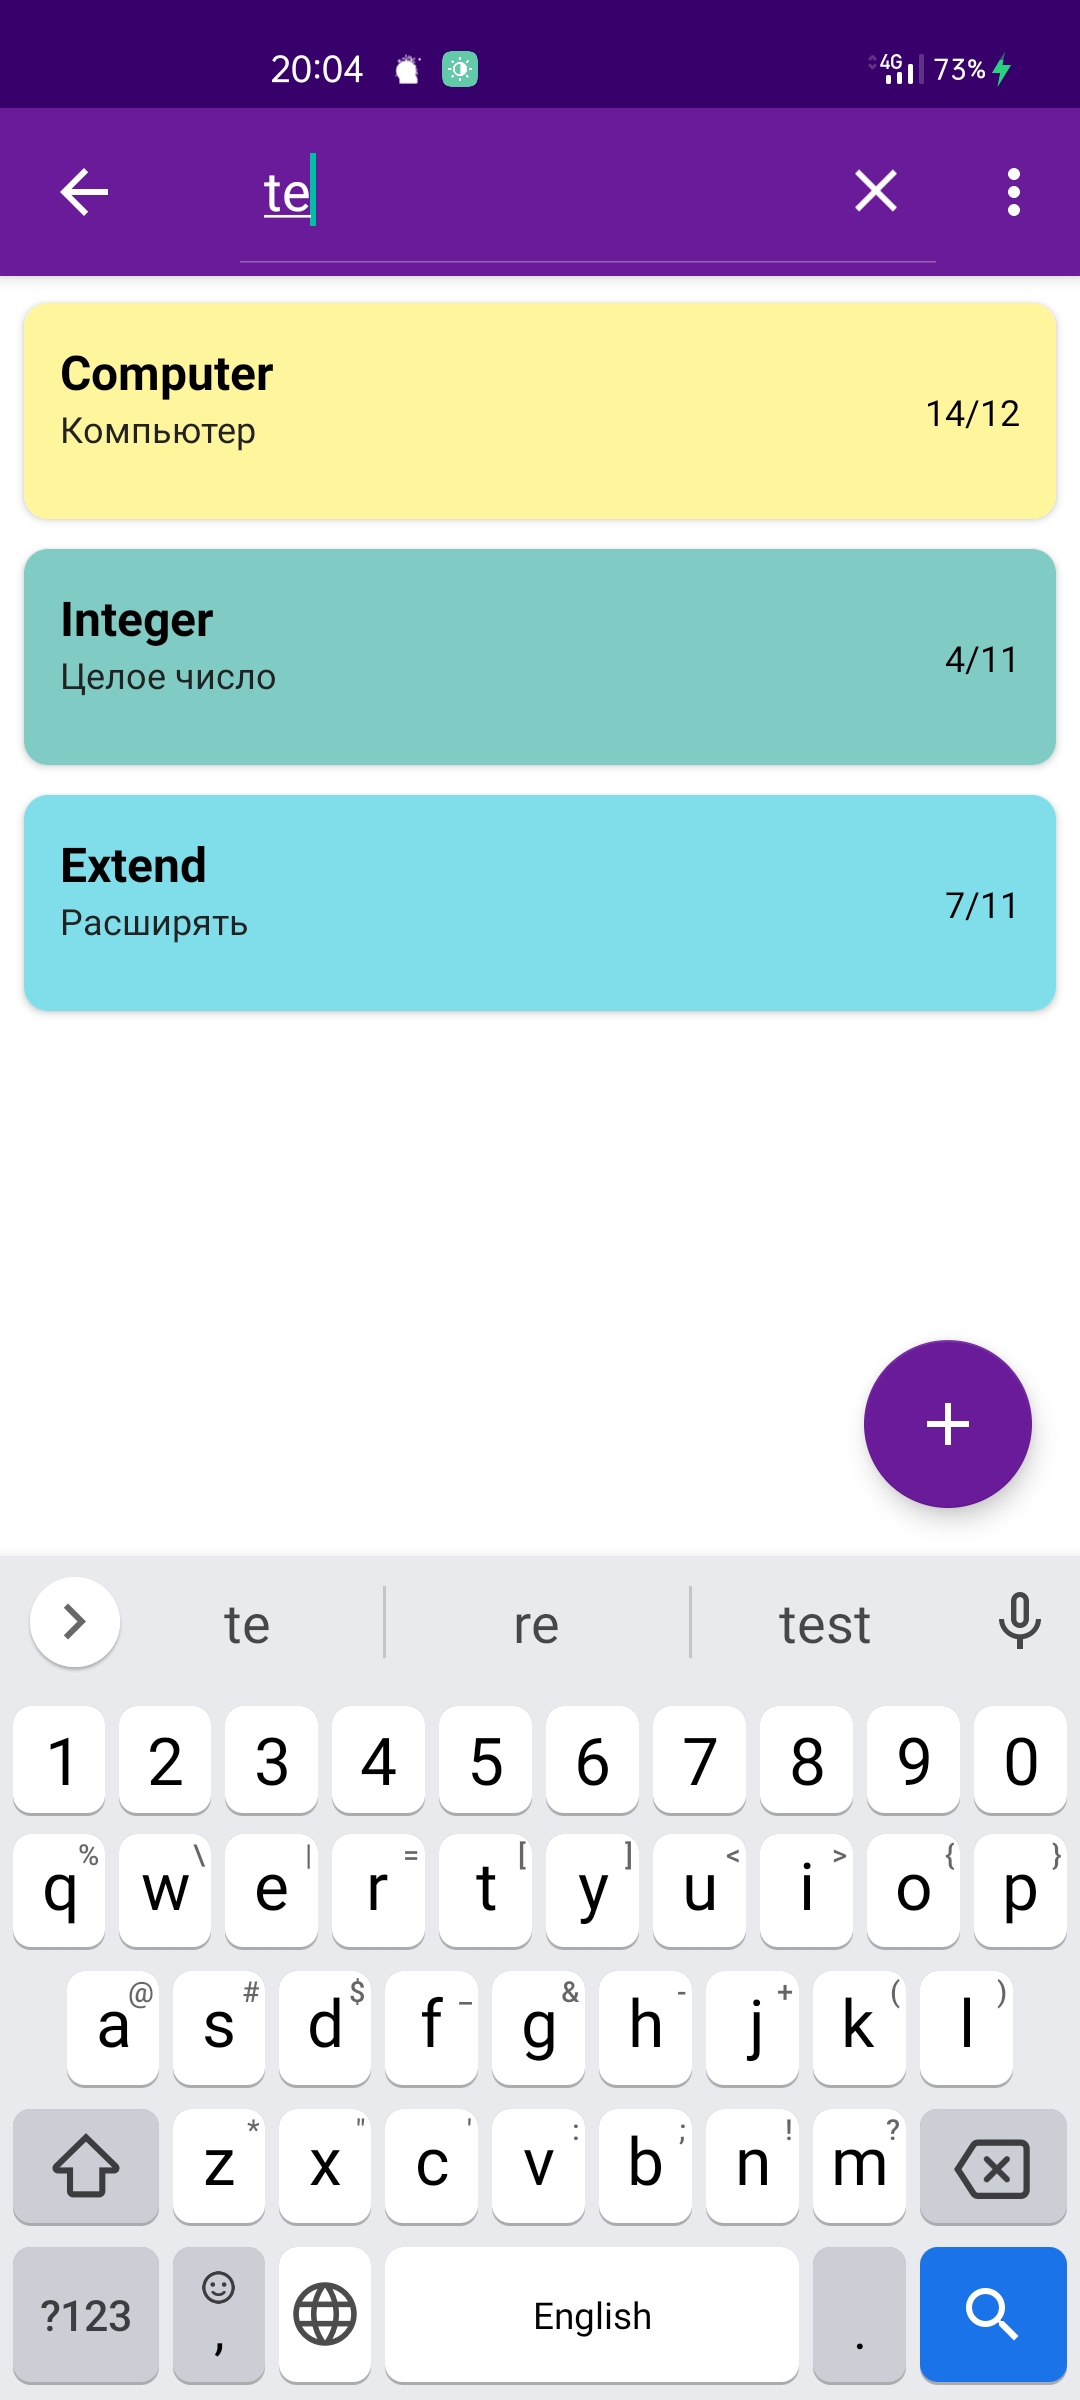 20:04 4G 73%
te
Computer
Компьютер
14/12
Integer
Целое число
4/11
Extend
Расширять
7/11
te re test
1 2 3 4 5 6 7 8 9 0
% \ | = [ ] < > { }
q w e r t y u i o p
@ # $ _ & - + ( )
a s d f g h j k l
* " ' : ; ! ?
z x c v b n m
?123 , English .